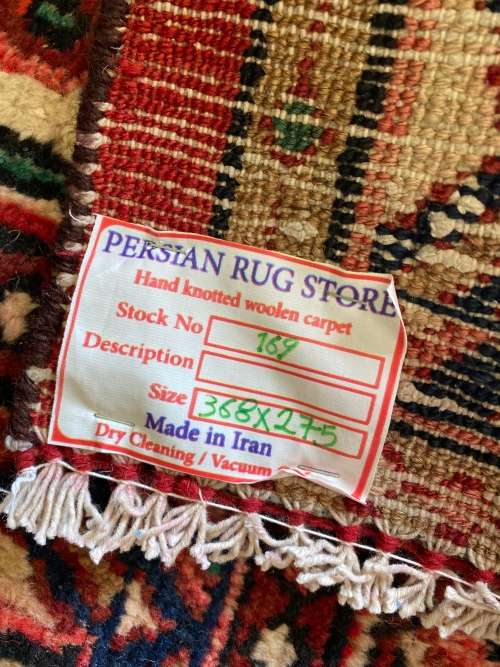 PERSIAN RUG STORE
Hand knotted woolen carpet
Stock No 169
Description
Size 368X275
Made in Iran
Dry Cleaning / Vacuum